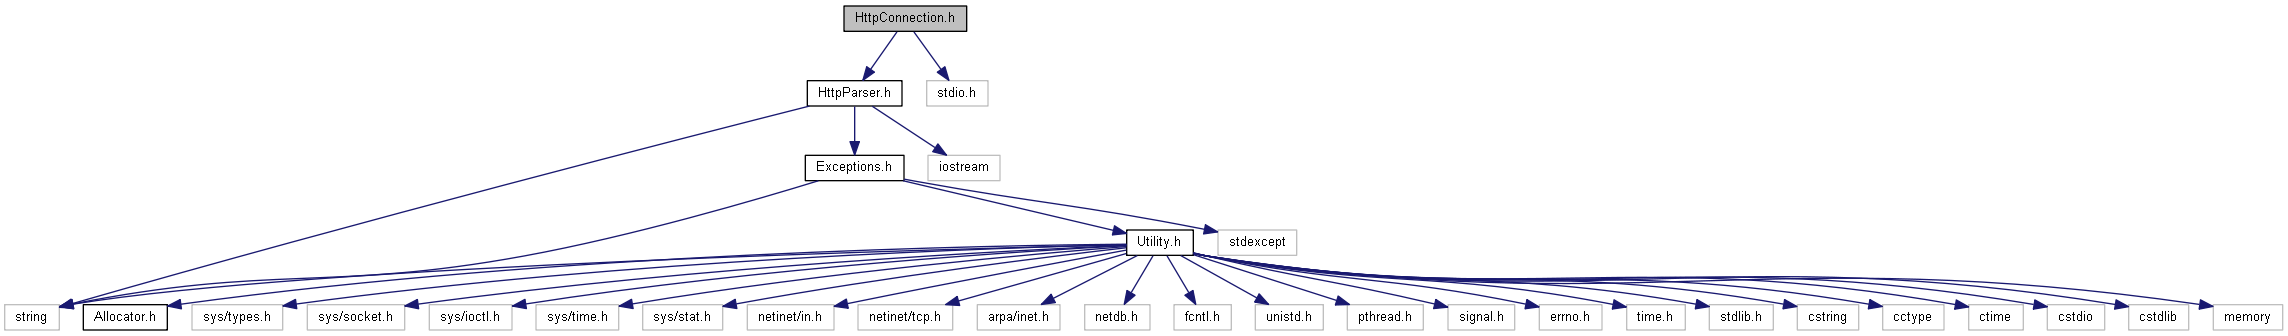 HttpConnection.h
HttpParser.h
stdio.h
Exceptions.h
iostream
Utility.h
stdexcept
string
Allocator.h
sys/types.h
sys/socket.h
sys/ioctl.h
sys/time.h
sys/stat.h
netinet/in.h
netinet/tcp.h
arpa/inet.h
netdb.h
fcntl.h
unistd.h
pthread.h
signal.h
errno.h
time.h
stdlib.h
cstring
cctype
ctime
cstdio
cstdlib
memory